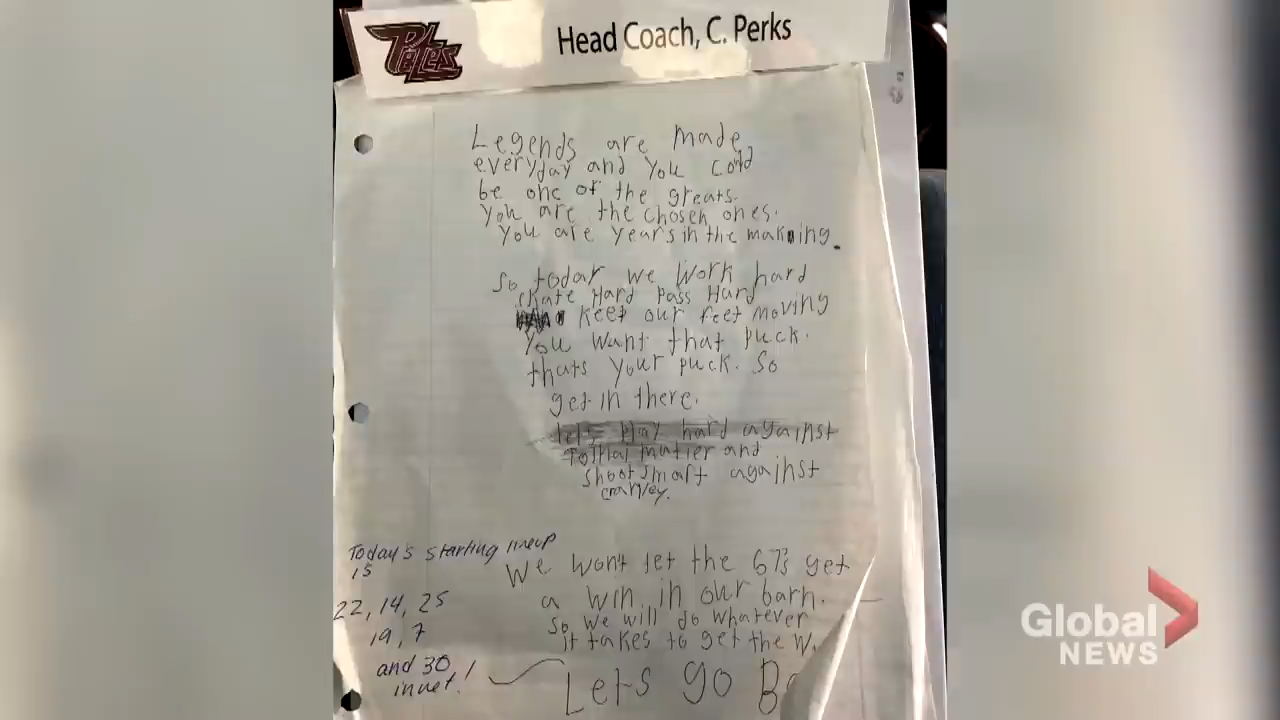 Petes
Head Coach, C. Perks
Legends are made
everyday and you could
be one of the greats.
You are the chosen ones.
You are years in the making.
So today we work hard
skate Hard Pass Hard
keep our feet moving
You want that puck.
thats your puck. So
get in there.
lets play hard against
and
shoot smart against
Today's starting lineup
is
22, 14, 25
19, 7
and 30
in net!
We won't let the 67's get
a win in our barn.
So we will do whatever
it takes to get the W.
Lets go
Global
NEWS